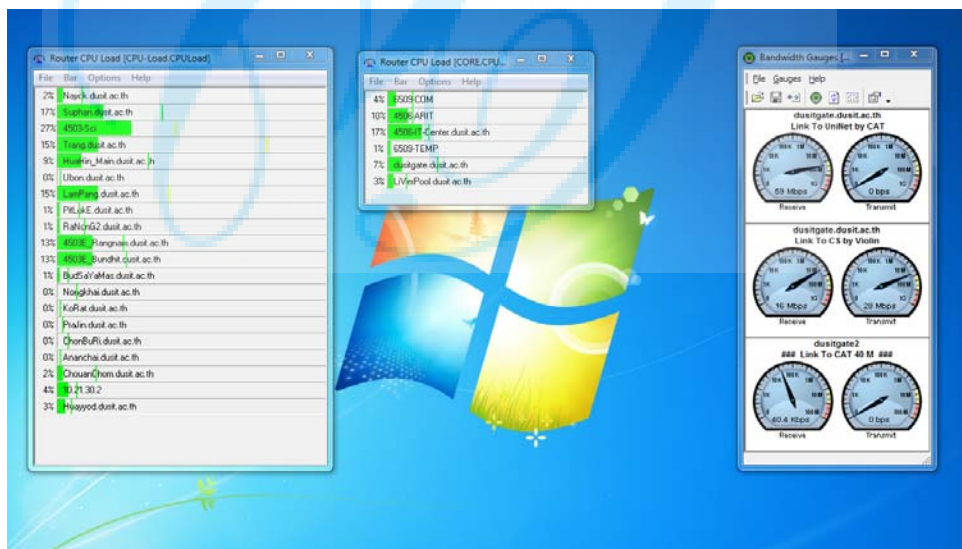 Router CPU Load [CPU-Load.CPULoad]
File Bar Options Help
2% Nayok.dusit.ac.th
17% Suphan.dusit.ac.th
27% 4503-Sci
15% Trang.dusit.ac.th
9% HuaHin_Main.dusit.ac.th
0% Ubon.dusit.ac.th
15% LamPang.dusit.ac.th
1% PitLokE.dusit.ac.th
1% RaNonG2.dusit.ac.th
13% 4503E_Rangnam.dusit.ac.th
13% 4503E_Bundhit.dusit.ac.th
1% BudSaYaMas.dusit.ac.th
0% Nongkhai.dusit.ac.th
0% KoRat.dusit.ac.th
0% PraJin.dusit.ac.th
0% ChonBuRi.dusit.ac.th
0% Ananchai.dusit.ac.th
2% ChouanChom.dusit.ac.th
4% 10.21.30.2
3% Huayyod.dusit.ac.th
Router CPU Load [CORE.CPU...
File Bar Options Help
4% 6509-COM
10% 4506-ARIT
17% 4506-IT-Center.dusit.ac.th
1% 6509-TEMP
7% dusitgate.dusit.ac.th
3% LiVinPool.dusit.ac.th
Bandwidth Gauges [...
File Gauges Help
dusitgate.dusit.ac.th
Link To UniNet by CAT
59 Mbps 0 bps
Receive Transmit
dusitgate.dusit.ac.th
Link To CS by Violin
16 Mbps 28 Mbps
Receive Transmit
dusitgate2
### Link To CAT 40 M ###
40.4 Kbps 0 bps
Receive Transmit